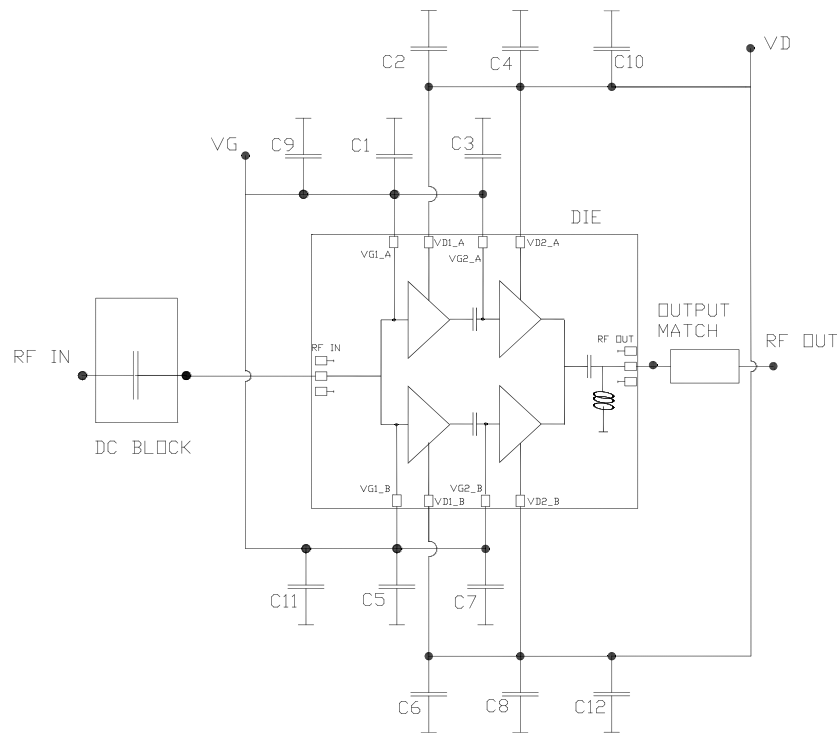 VD
C2
C4
C10
VG
C9
C1
C3
DIE
VD1_A
VD2_A
VG1_A
VG2_A
OUTPUT
MATCH
RF IN
RF OUT
RF IN
RF OUT
DC BLOCK
VG1_B
VG2_B
VD1_B
VD2_B
C11
C5
C7
C6
C8
C12